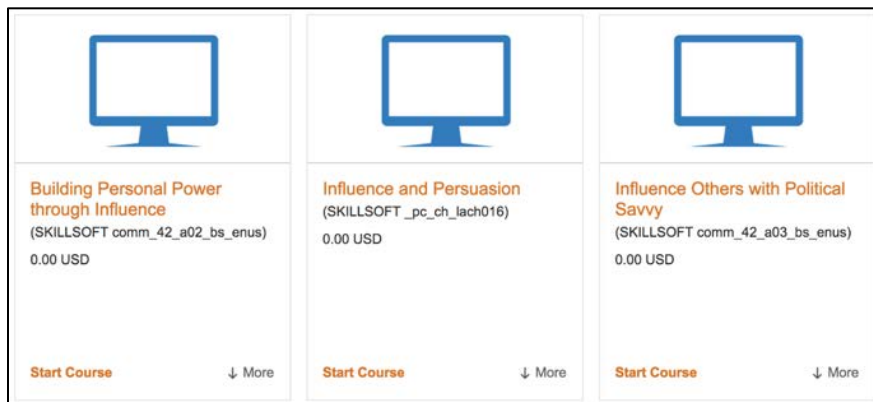 Building Personal Power
through Influence
(SKILLSOFT comm_42_a02_bs_enus)
0.00 USD
Start Course
↓ More
Influence and Persuasion
(SKILLSOFT _pc_ch_lach016)
0.00 USD
Start Course
↓ More
Influence Others with Political
Savvy
(SKILLSOFT comm_42_a03_bs_enus)
0.00 USD
Start Course
↓ More